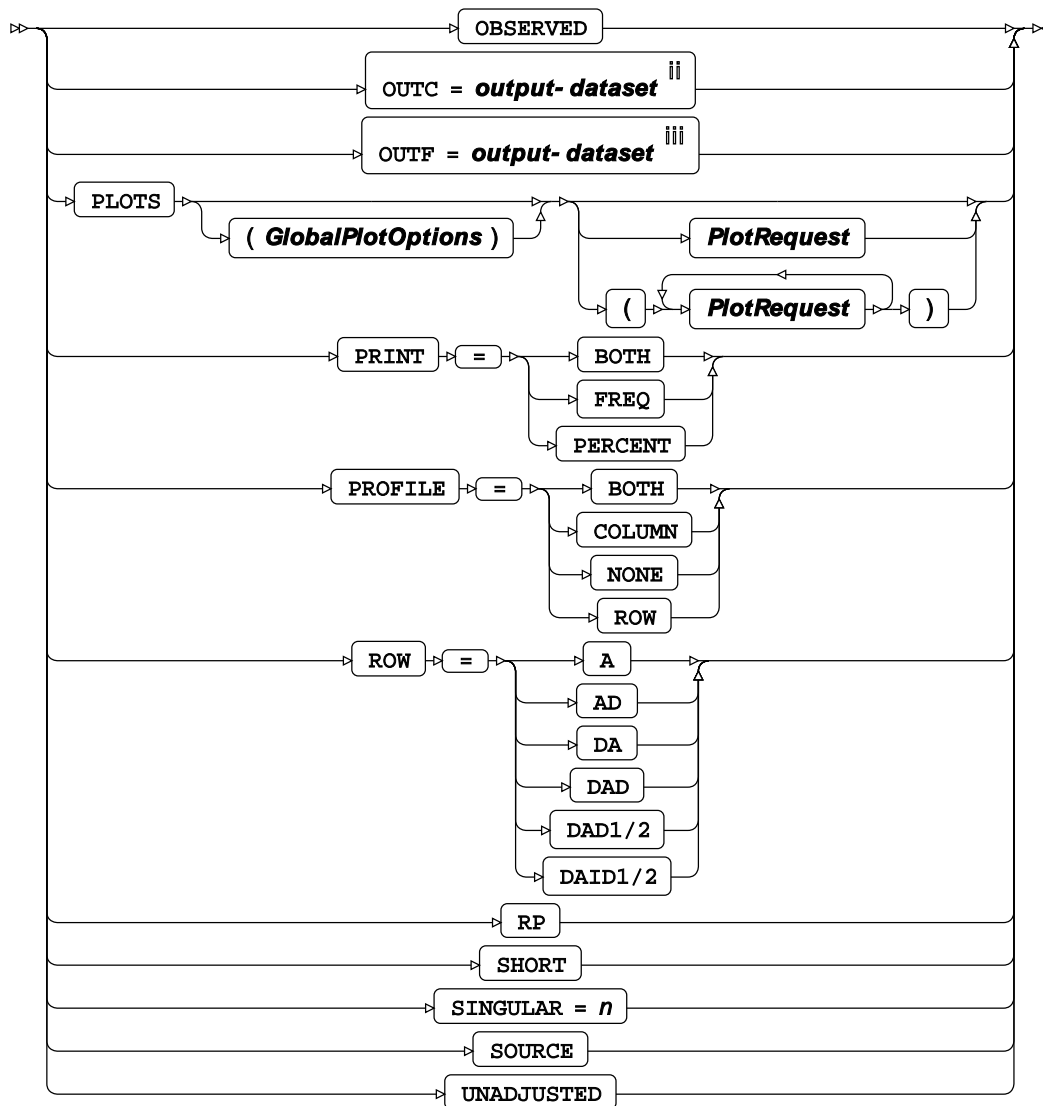 OBSERVED
OUTC = output- dataset ii
OUTF = output- dataset iii
PLOTS
( GlobalPlotOptions )
PlotRequest
( PlotRequest )
PRINT = BOTH
FREQ
PERCENT
PROFILE = BOTH
COLUMN
NONE
ROW
ROW = A
AD
DA
DAD
DAD1/2
DAID1/2
RP
SHORT
SINGULAR = n
SOURCE
UNADJUSTED